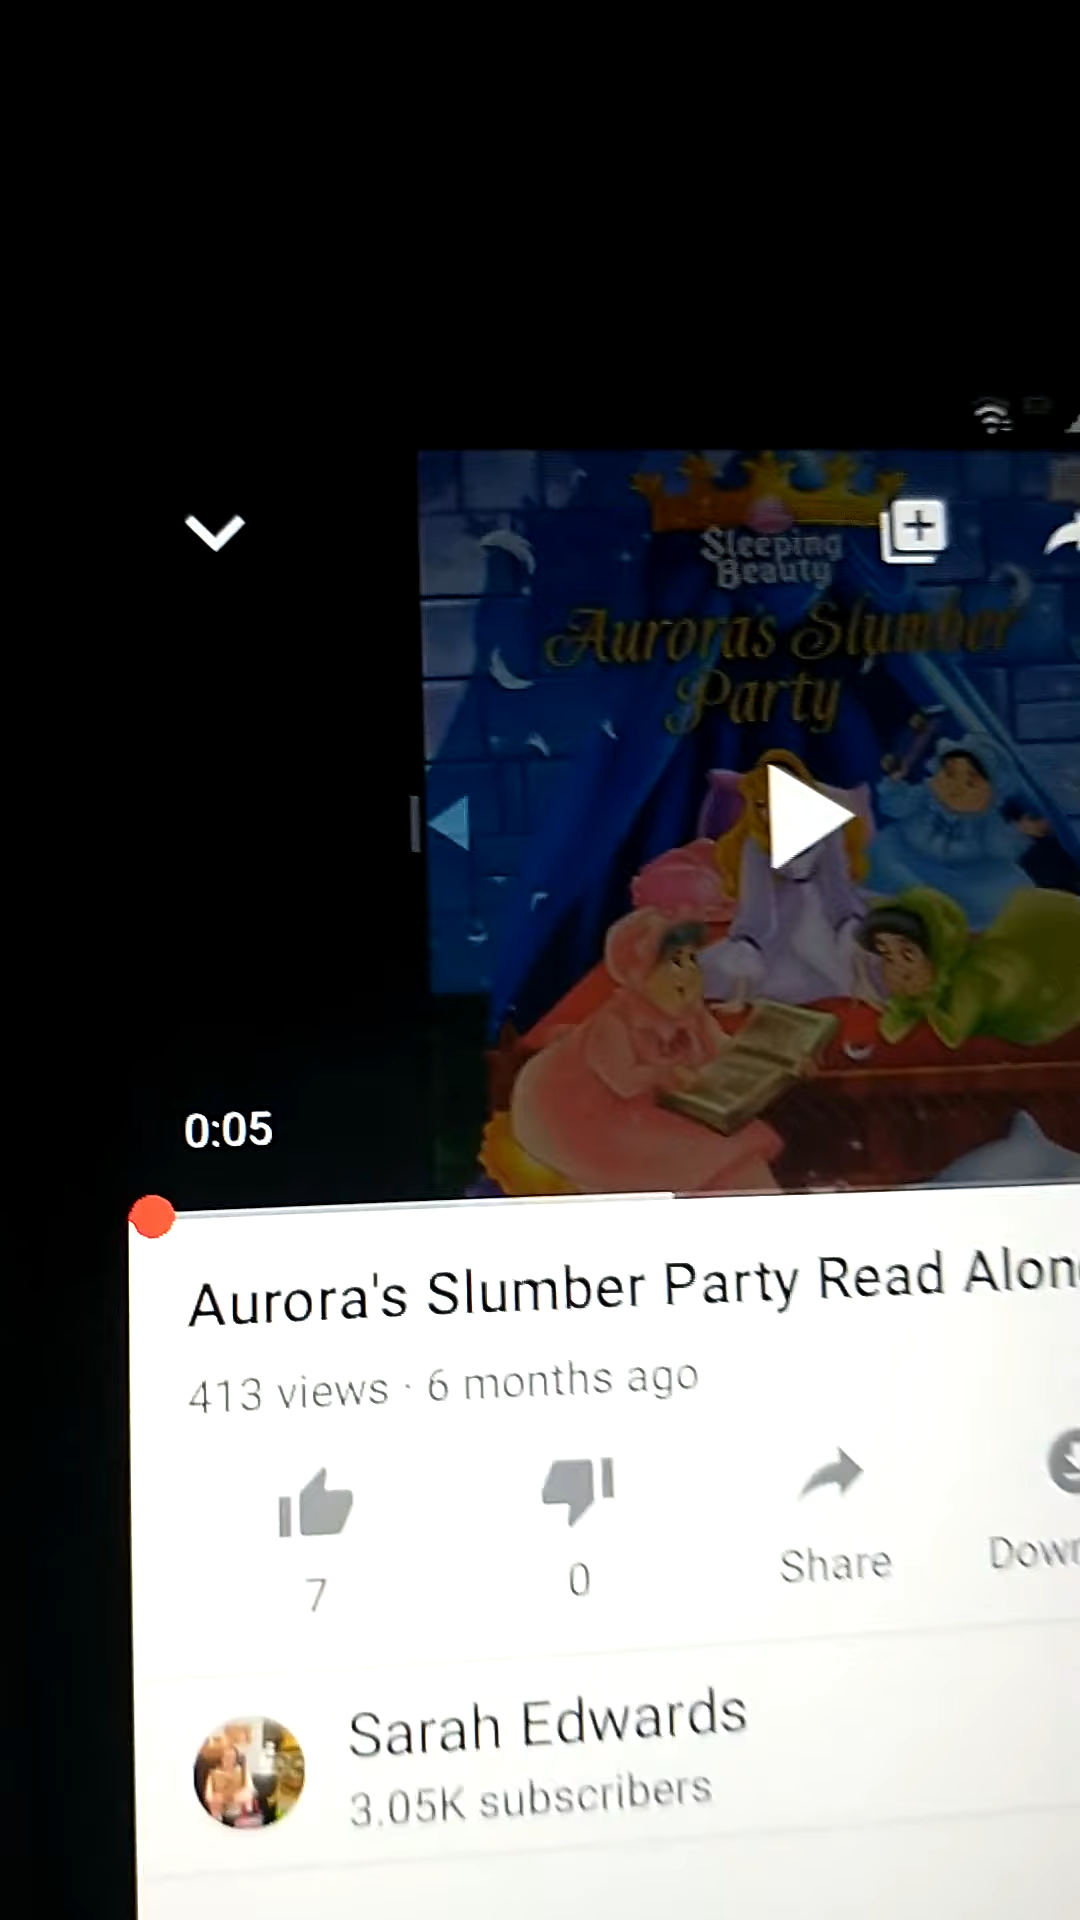 Sleeping
Beauty
Aurora's Slumber
Party
0:05
Aurora's Slumber Party Read Alon
413 views · 6 months ago
7
0
Share
Down
Sarah Edwards
3.05K subscribers